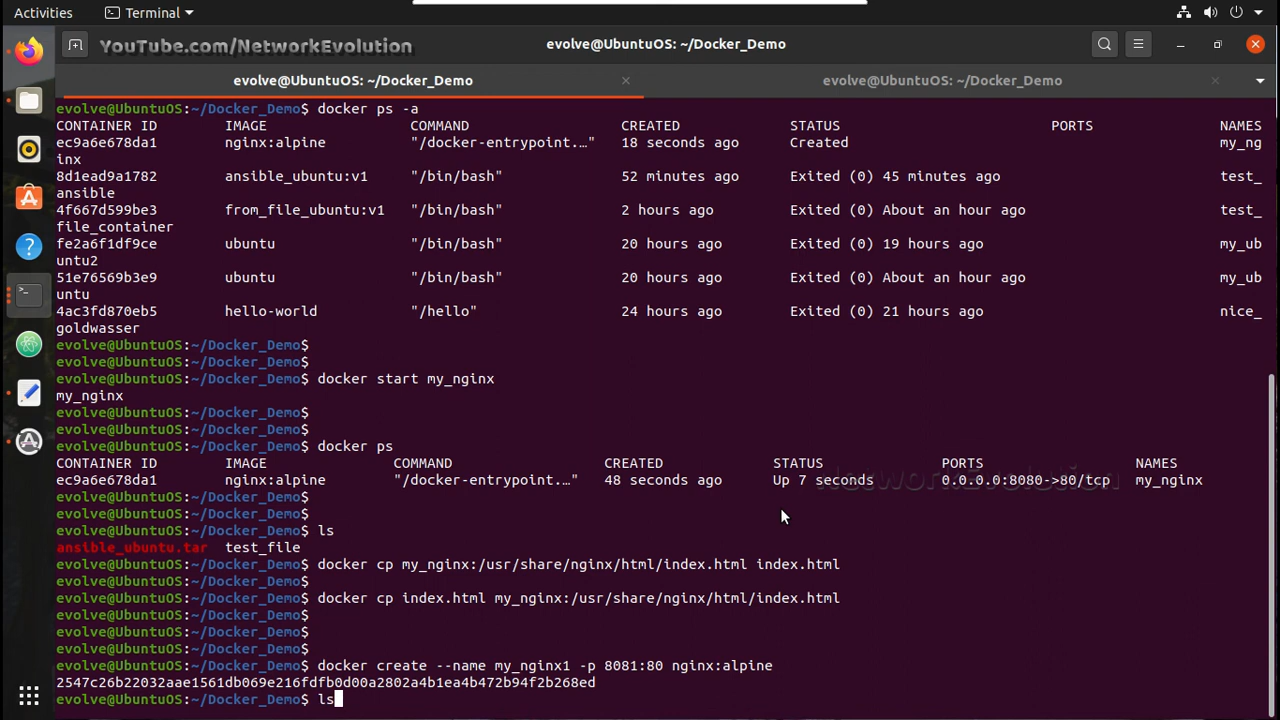 Activities Terminal
YouTube.com/NetworkEvolution evolve@UbuntuOS: ~/Docker_Demo
evolve@UbuntuOS: ~/Docker_Demo evolve@UbuntuOS: ~/Docker_Demo
evolve@UbuntuOS:~/Docker_Demo$ docker ps -a
CONTAINER ID IMAGE COMMAND CREATED STATUS PORTS NAMES
ec9a6e678da1 nginx:alpine "/docker-entrypoint.…" 18 seconds ago Created my_ng
inx
8d1ead9a1782 ansible_ubuntu:v1 "/bin/bash" 52 minutes ago Exited (0) 45 minutes ago test_
ansible
4f667d599be3 from_file_ubuntu:v1 "/bin/bash" 2 hours ago Exited (0) About an hour ago test_
file_container
fe2a6f1df9ce ubuntu "/bin/bash" 20 hours ago Exited (0) 19 hours ago my_ub
untu2
51e76569b3e9 ubuntu "/bin/bash" 20 hours ago Exited (0) About an hour ago my_ub
untu
4ac3fd870eb5 hello-world "/hello" 24 hours ago Exited (0) 21 hours ago nice_
goldwasser
evolve@UbuntuOS:~/Docker_Demo$
evolve@UbuntuOS:~/Docker_Demo$
evolve@UbuntuOS:~/Docker_Demo$ docker start my_nginx
my_nginx
evolve@UbuntuOS:~/Docker_Demo$
evolve@UbuntuOS:~/Docker_Demo$
evolve@UbuntuOS:~/Docker_Demo$ docker ps
CONTAINER ID IMAGE COMMAND CREATED STATUS PORTS NAMES
NetworkEvolution
ec9a6e678da1 nginx:alpine "/docker-entrypoint.…" 48 seconds ago Up 7 seconds 0.0.0.0:8080->80/tcp my_nginx
evolve@UbuntuOS:~/Docker_Demo$
evolve@UbuntuOS:~/Docker_Demo$
evolve@UbuntuOS:~/Docker_Demo$ ls
ansible_ubuntu.tar test_file
evolve@UbuntuOS:~/Docker_Demo$ docker cp my_nginx:/usr/share/nginx/html/index.html index.html
evolve@UbuntuOS:~/Docker_Demo$
evolve@UbuntuOS:~/Docker_Demo$ docker cp index.html my_nginx:/usr/share/nginx/html/index.html
evolve@UbuntuOS:~/Docker_Demo$
evolve@UbuntuOS:~/Docker_Demo$
evolve@UbuntuOS:~/Docker_Demo$
evolve@UbuntuOS:~/Docker_Demo$ docker create --name my_nginx1 -p 8081:80 nginx:alpine
2547c26b22032aae1561db069e216fdfb0d00a2802a4b1ea4b472b94f2b268ed
evolve@UbuntuOS:~/Docker_Demo$ ls